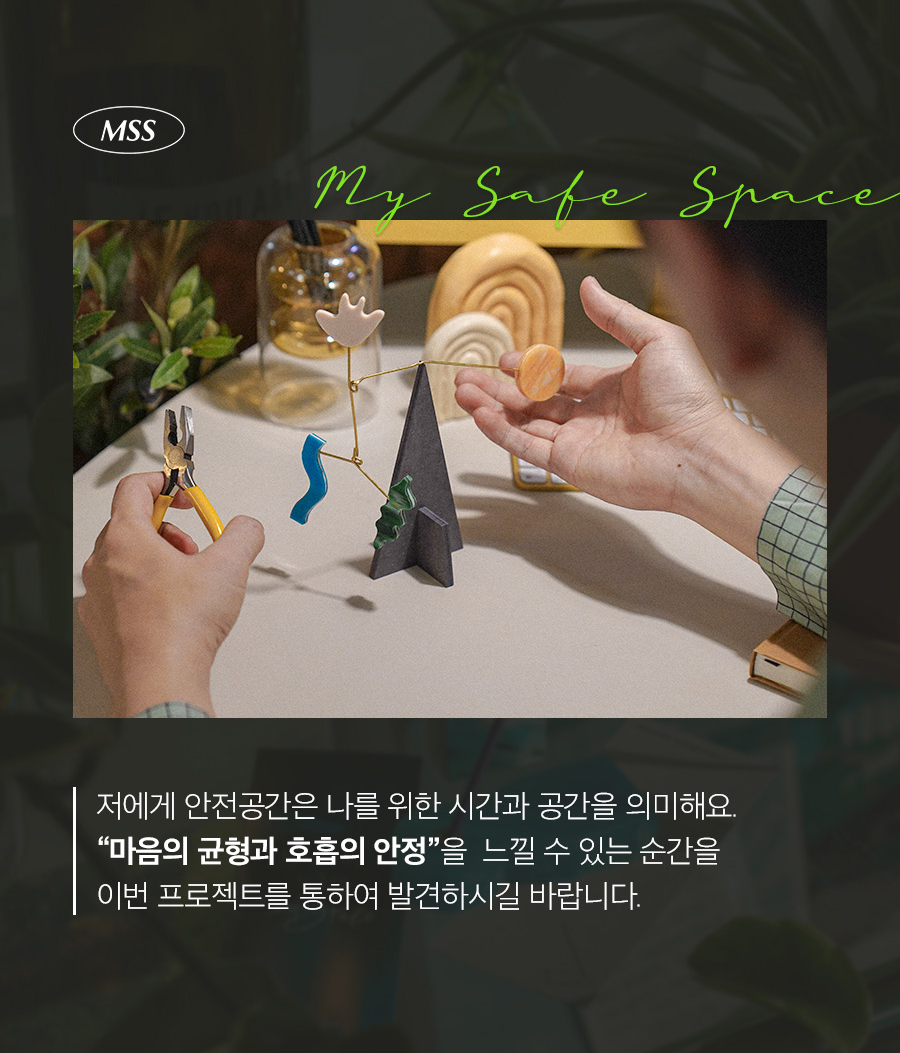 MSS
My Safe Space
저에게 안전공간은 나를 위한 시간과 공간을 의미해요.
“마음의 균형과 호흡의 안정”을 느낄 수 있는 순간을
이번 프로젝트를 통하여 발견하시길 바랍니다.